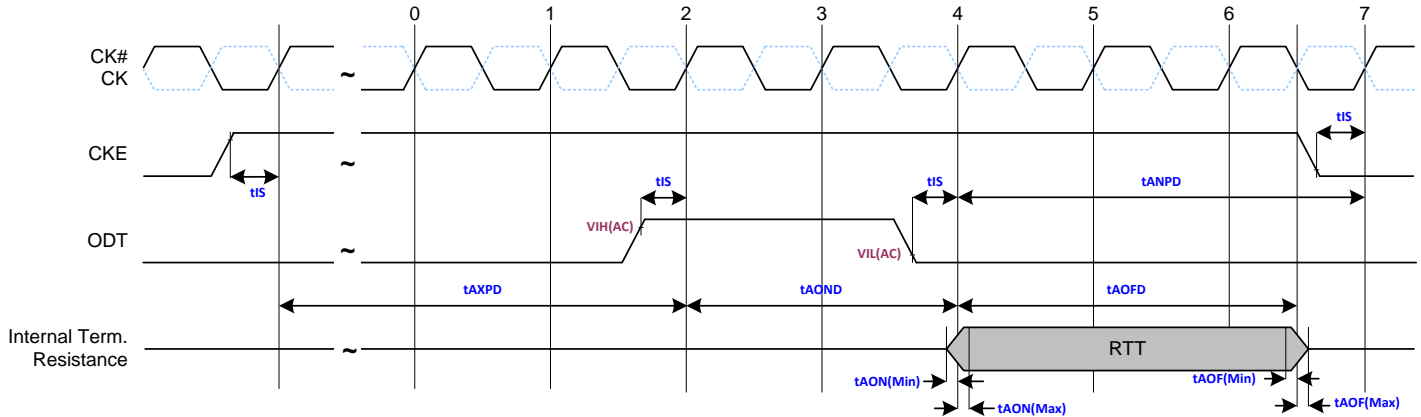 0 1 2 3 4 5 6 7
CK#
CK
~
tIS
CKE
~
tIS
tIS
tIS
tANPD
VIH(AC)
ODT
VIL(AC)
~
tAXPD
tAOND
tAOFD
Internal Term.
Resistance
~
RTT
tAON(Min)
tAOF(Min)
tAON(Max)
tAOF(Max)